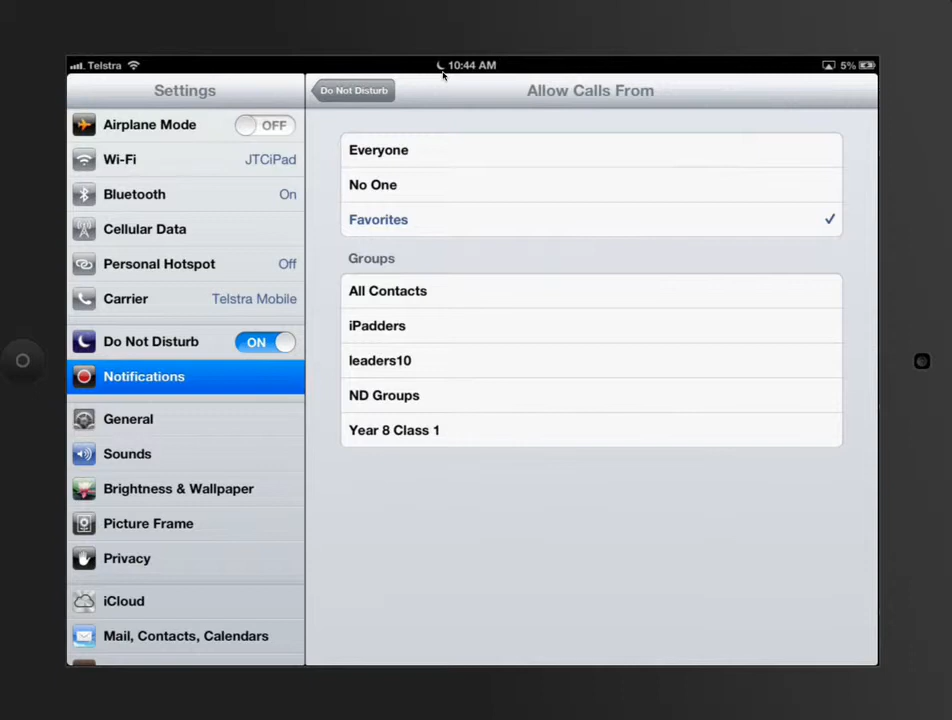 Telstra 10:44 AM 5%
Settings
Do Not Disturb
Allow Calls From
Airplane Mode OFF
Wi-Fi JTCiPad
Bluetooth On
Cellular Data
Personal Hotspot Off
Carrier Telstra Mobile
Do Not Disturb ON
Notifications
General
Sounds
Brightness & Wallpaper
Picture Frame
Privacy
iCloud
Mail, Contacts, Calendars
Everyone
No One
Favorites
Groups
All Contacts
iPadders
leaders10
ND Groups
Year 8 Class 1